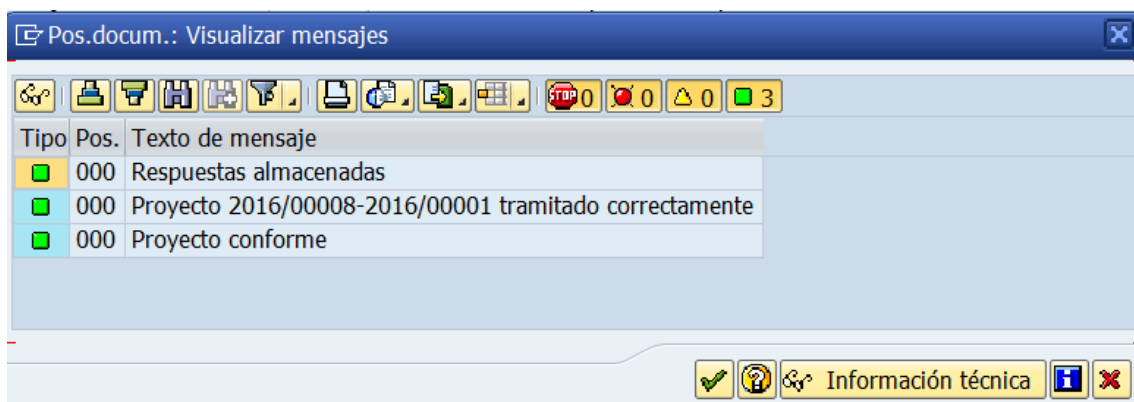 Pos.docum.: Visualizar mensajes
STOP 0 0 0 3
Tipo Pos. Texto de mensaje
000 Respuestas almacenadas
000 Proyecto 2016/00008-2016/00001 tramitado correctamente
000 Proyecto conforme
Información técnica